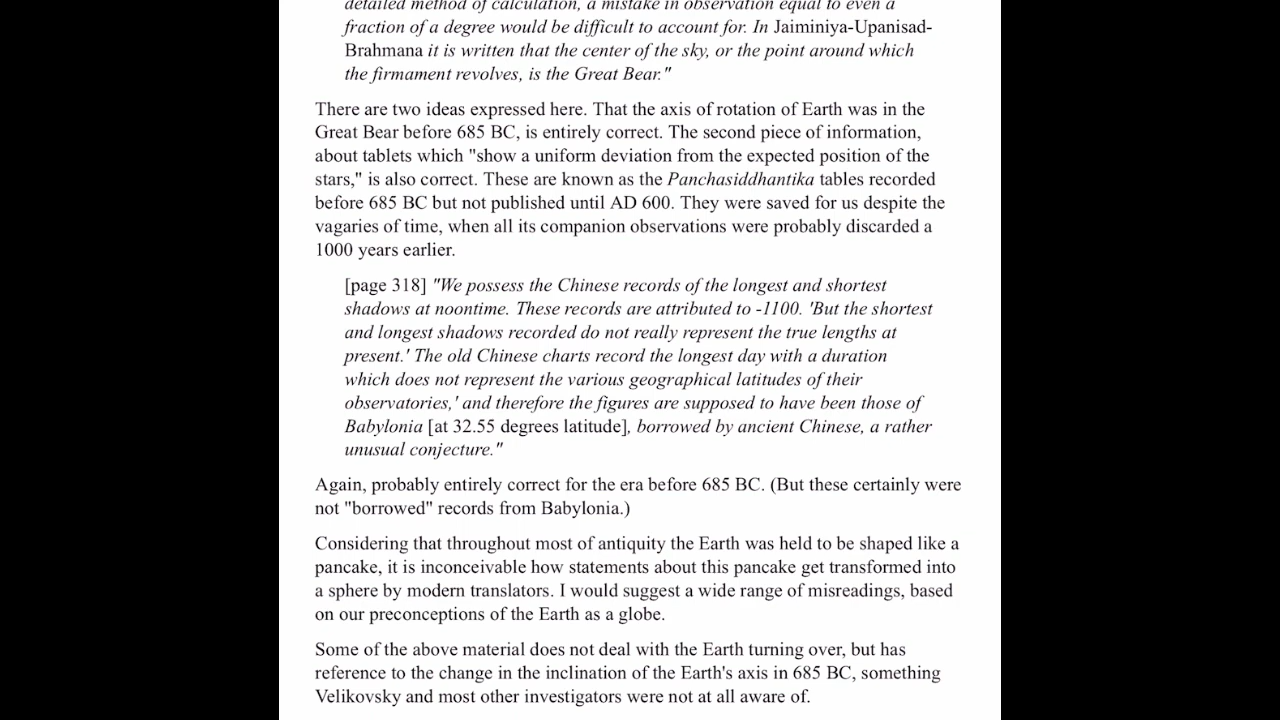 detailed method of calculation, a mistake in observation equal to even a
fraction of a degree would be difficult to account for. In Jaiminiya-Upanisad-
Brahmana it is written that the center of the sky, or the point around which
the firmament revolves, is the Great Bear."
There are two ideas expressed here. That the axis of rotation of Earth was in the
Great Bear before 685 BC, is entirely correct. The second piece of information,
about tablets which "show a uniform deviation from the expected position of the
stars," is also correct. These are known as the Panchasiddhantika tables recorded
before 685 BC but not published until AD 600. They were saved for us despite the
vagaries of time, when all its companion observations were probably discarded a
1000 years earlier.
[page 318] "We possess the Chinese records of the longest and shortest
shadows at noontime. These records are attributed to -1100. 'But the shortest
and longest shadows recorded do not really represent the true lengths at
present.' The old Chinese charts record the longest day with a duration
which does not represent the various geographical latitudes of their
observatories,' and therefore the figures are supposed to have been those of
Babylonia [at 32.55 degrees latitude], borrowed by ancient Chinese, a rather
unusual conjecture."
Again, probably entirely correct for the era before 685 BC. (But these certainly were
not "borrowed" records from Babylonia.)
Considering that throughout most of antiquity the Earth was held to be shaped like a
pancake, it is inconceivable how statements about this pancake get transformed into
a sphere by modern translators. I would suggest a wide range of misreadings, based
on our preconceptions of the Earth as a globe.
Some of the above material does not deal with the Earth turning over, but has
reference to the change in the inclination of the Earth's axis in 685 BC, something
Velikovsky and most other investigators were not at all aware of.